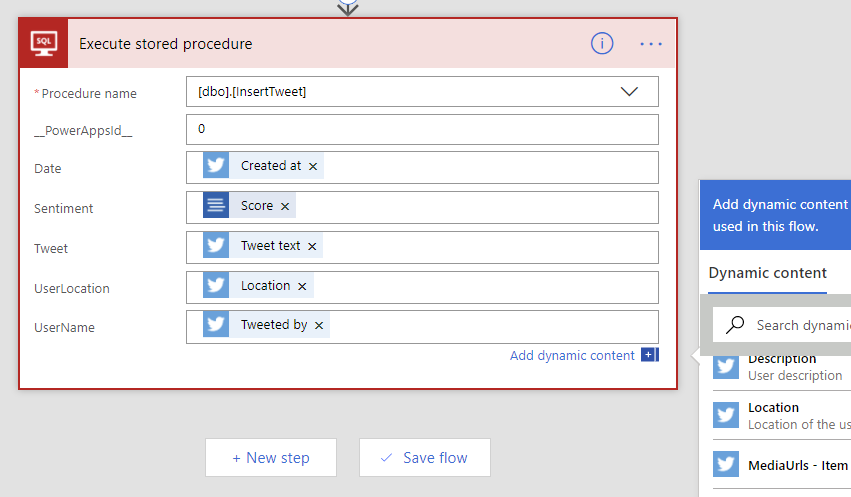 SQL
Execute stored procedure
i
...
*Procedure name
[dbo].[InsertTweet]
__PowerAppsId__
0
Date
Created at ×
Sentiment
Score ×
Tweet
Tweet text ×
UserLocation
Location ×
UserName
Tweeted by ×
Add dynamic content +
+ New step
Save flow
Add dynamic content
used in this flow.
Dynamic content
Search dynamic
Description
User description
Location
Location of the us
MediaUrls - Item